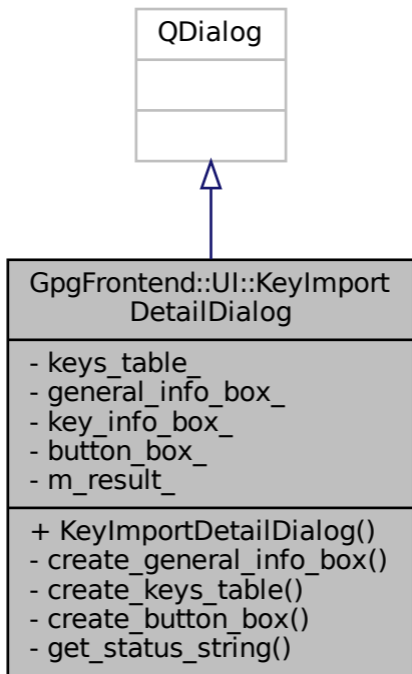 QDialog
GpgFrontend::UI::KeyImport
DetailDialog
- keys_table_
- general_info_box_
- key_info_box_
- button_box_
- m_result_
+ KeyImportDetailDialog()
- create_general_info_box()
- create_keys_table()
- create_button_box()
- get_status_string()